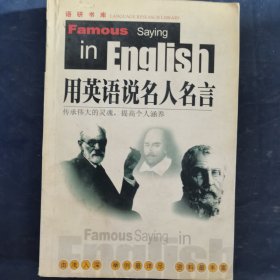 语研书库 LANGUAGE RESEARCH LIBRARY
Famous Saying
in English
用英语说名人名言
传承伟人的灵魂，提高个人涵养
Famous Saying
in
English